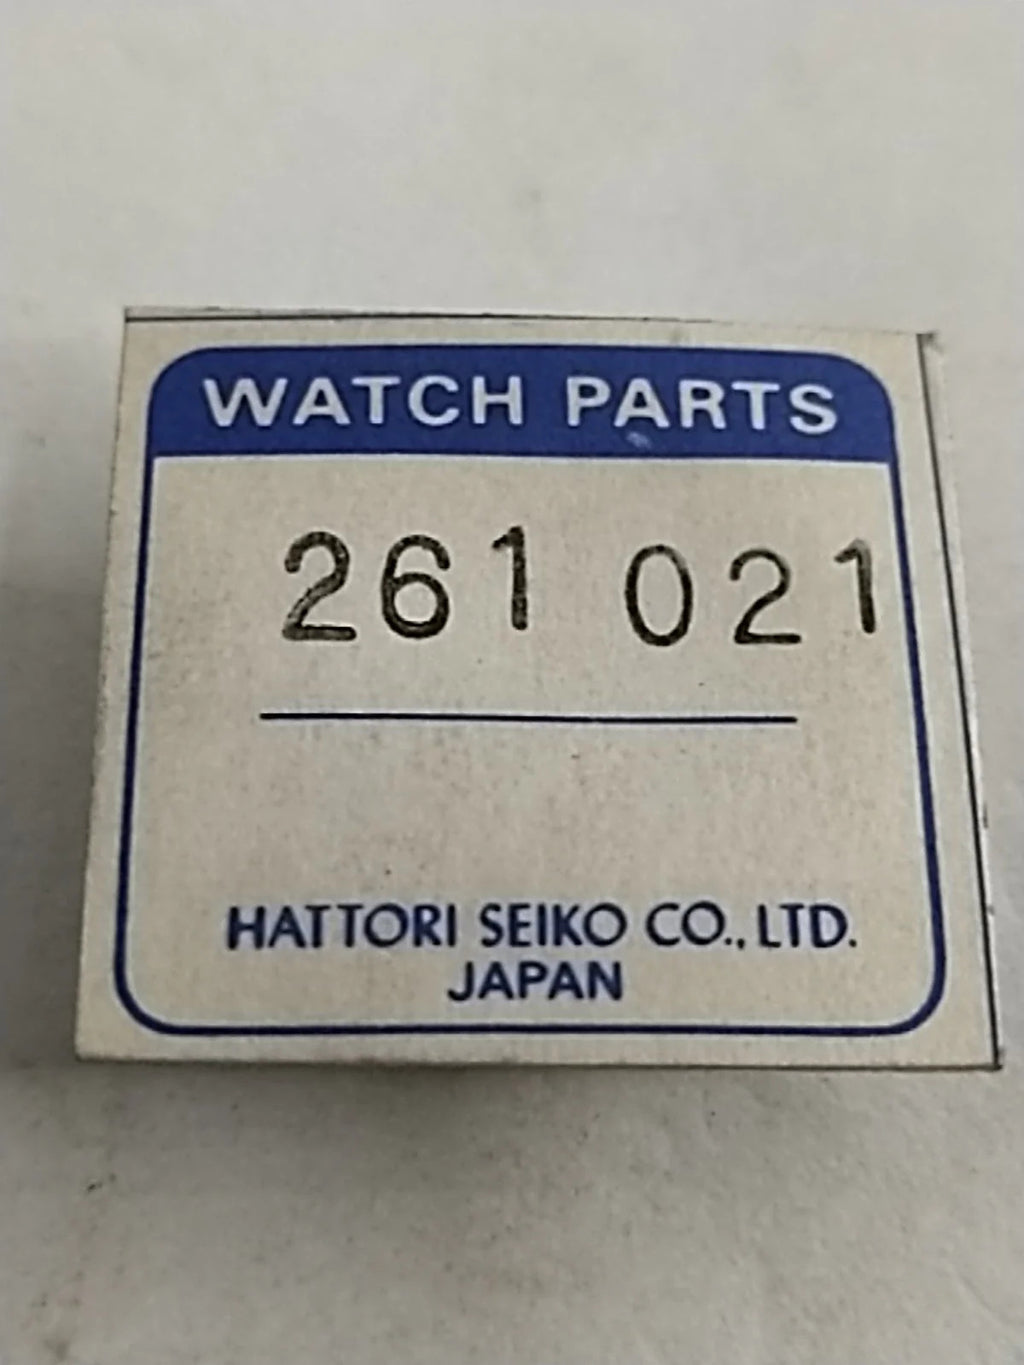 WATCH PARTS
261 021
HATTORI SEIKO CO., LTD.
JAPAN